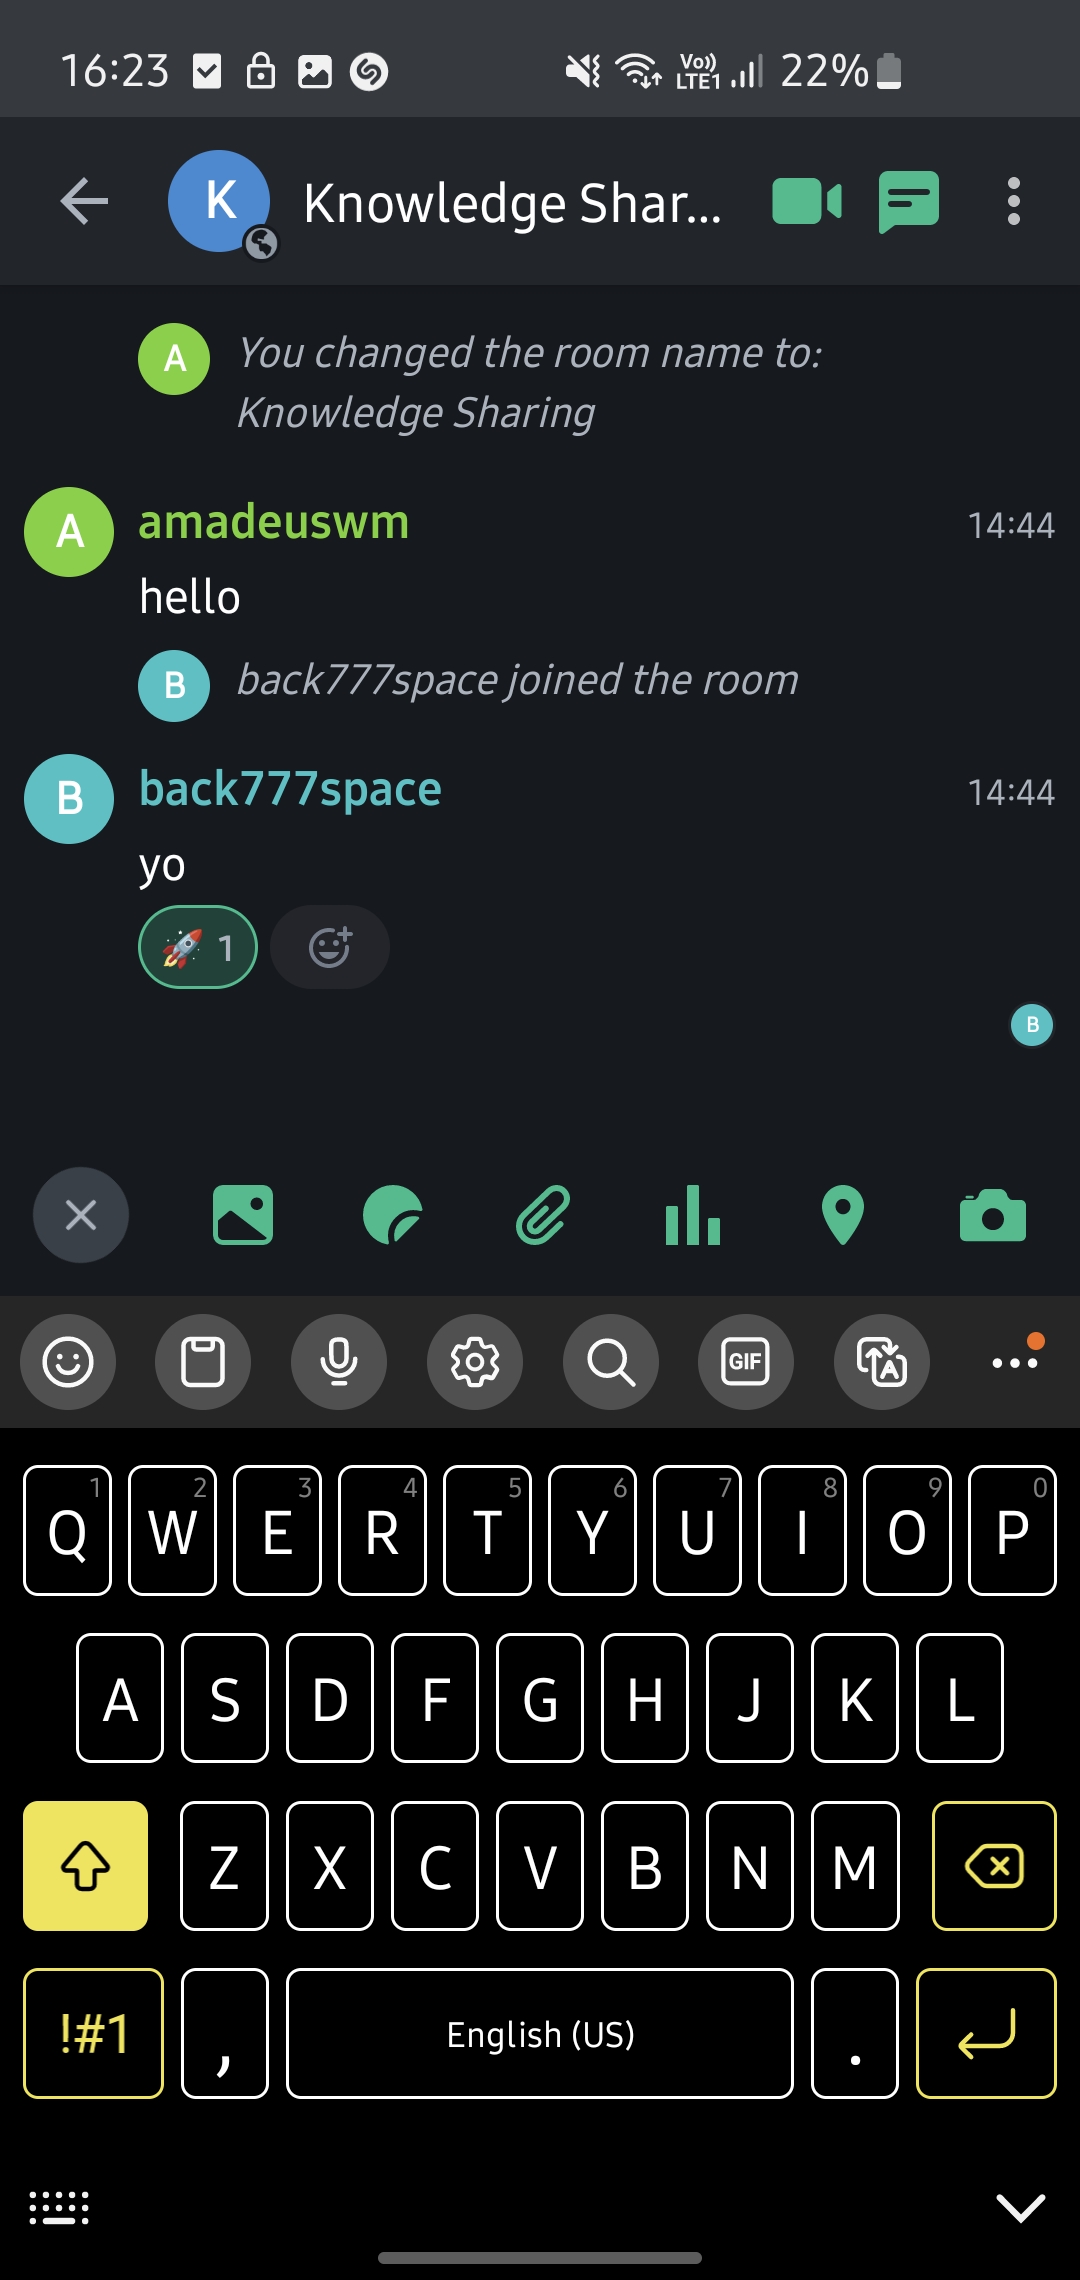 16:23 Vo)) LTE1 22%
K Knowledge Shar...
A You changed the room name to:
Knowledge Sharing
A amadeuswm 14:44
hello
B back777space joined the room
B back777space 14:44
yo
🚀 1
B
GIF A
1 2 3 4 5 6 7 8 9 0
Q W E R T Y U I O P
A S D F G H J K L
Z X C V B N M
!#1 , English (US) .